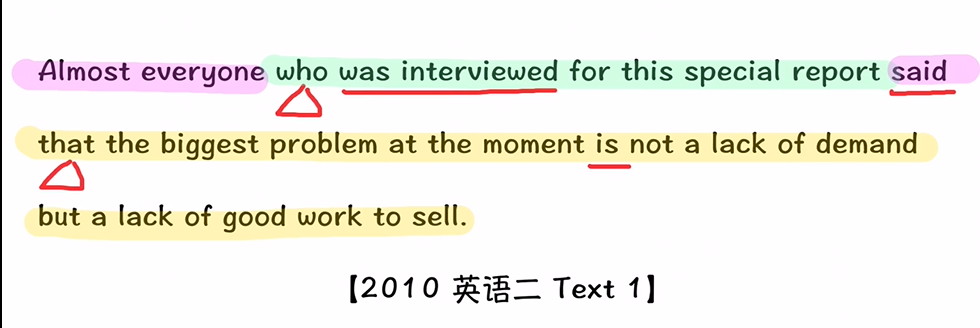 Almost everyone who was interviewed for this special report said
that the biggest problem at the moment is not a lack of demand
but a lack of good work to sell.
【2010 英语二 Text 1】